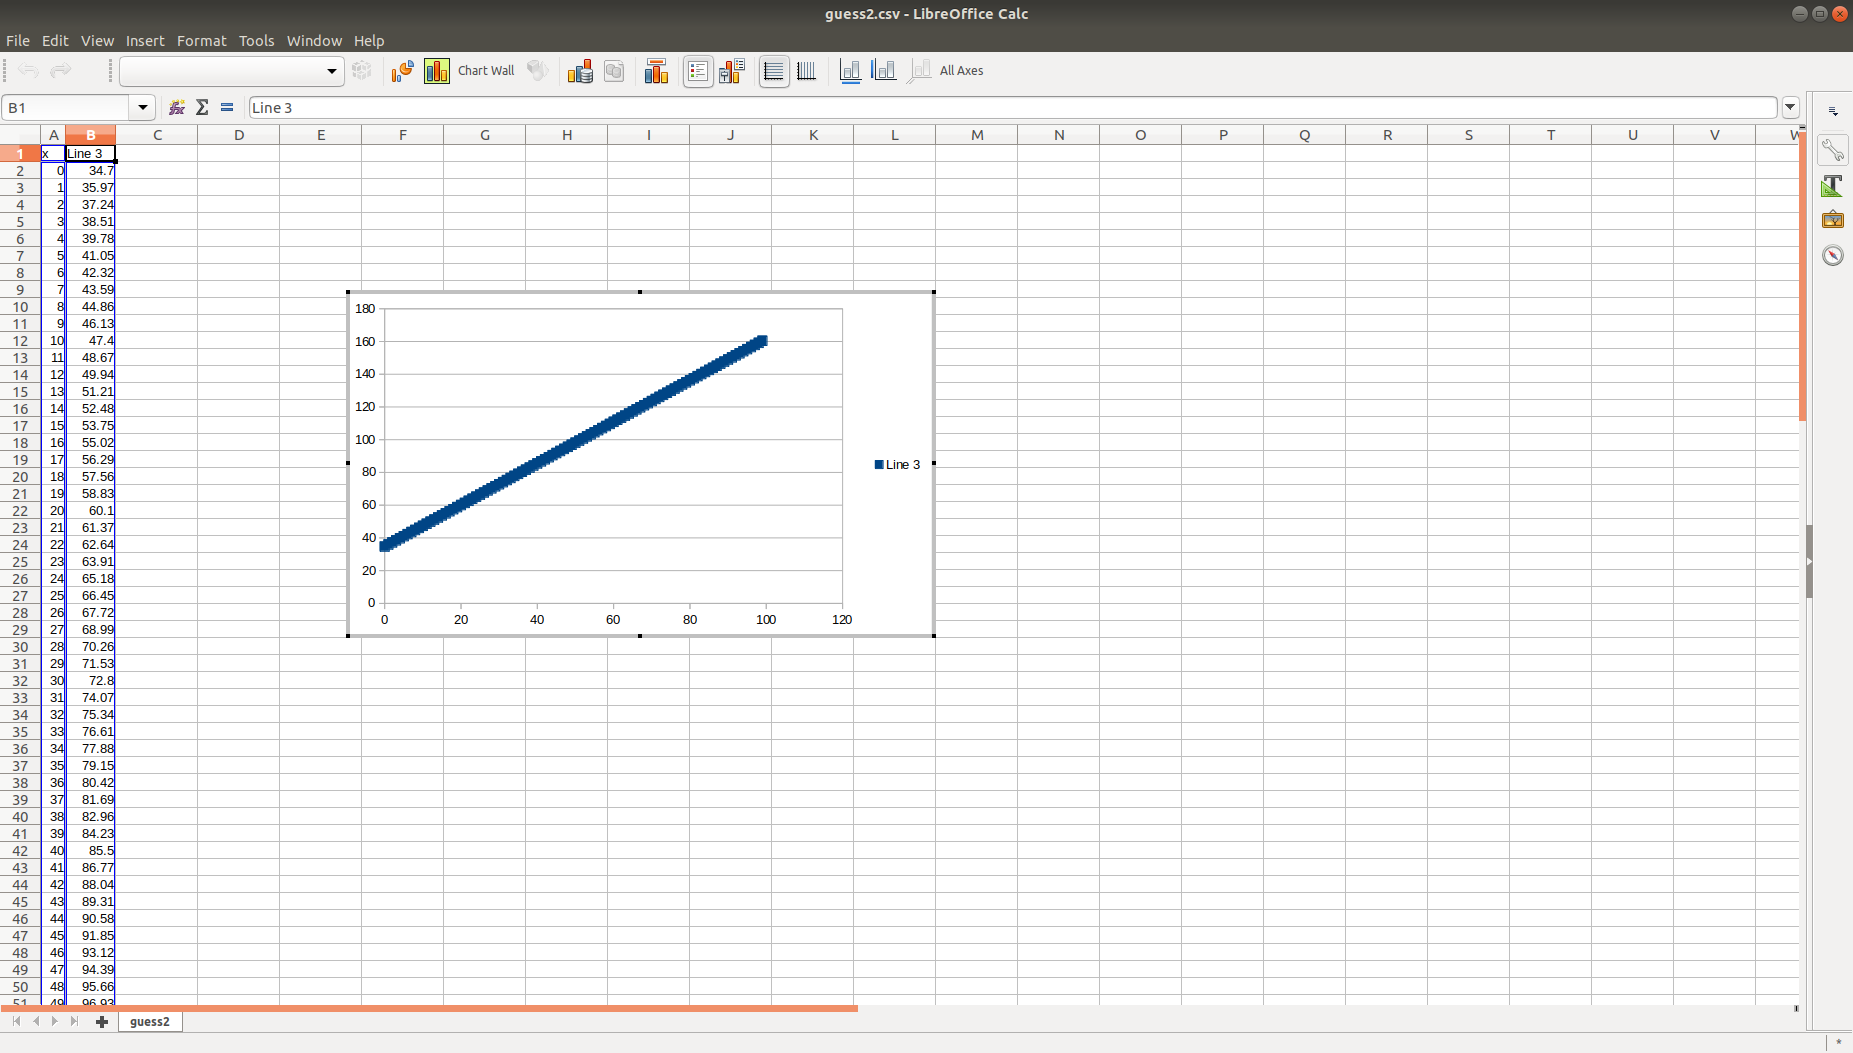 guess2.csv - LibreOffice Calc
File Edit View Insert Format Tools Window Help
Chart Wall All Axes
B1 Line 3
A B C D E F G H I J K L M N O P Q R S T U V W
1 x Line 3
2 0 34.7
3 1 35.97
4 2 37.24
5 3 38.51
6 4 39.78
7 5 41.05
8 6 42.32
9 7 43.59
10 8 44.86
11 9 46.13
12 10 47.4
13 11 48.67
14 12 49.94
15 13 51.21
16 14 52.48
17 15 53.75
18 16 55.02
19 17 56.29
20 18 57.56
21 19 58.83
22 20 60.1
23 21 61.37
24 22 62.64
25 23 63.91
26 24 65.18
27 25 66.45
28 26 67.72
29 27 68.99
30 28 70.26
31 29 71.53
32 30 72.8
33 31 74.07
34 32 75.34
35 33 76.61
36 34 77.88
37 35 79.15
38 36 80.42
39 37 81.69
40 38 82.96
41 39 84.23
42 40 85.5
43 41 86.77
44 42 88.04
45 43 89.31
46 44 90.58
47 45 91.85
48 46 93.12
49 47 94.39
50 48 95.66
51 49 96.93
180
160
140
120
100
80
60
40
20
0
0 20 40 60 80 100 120
Line 3
guess2
*